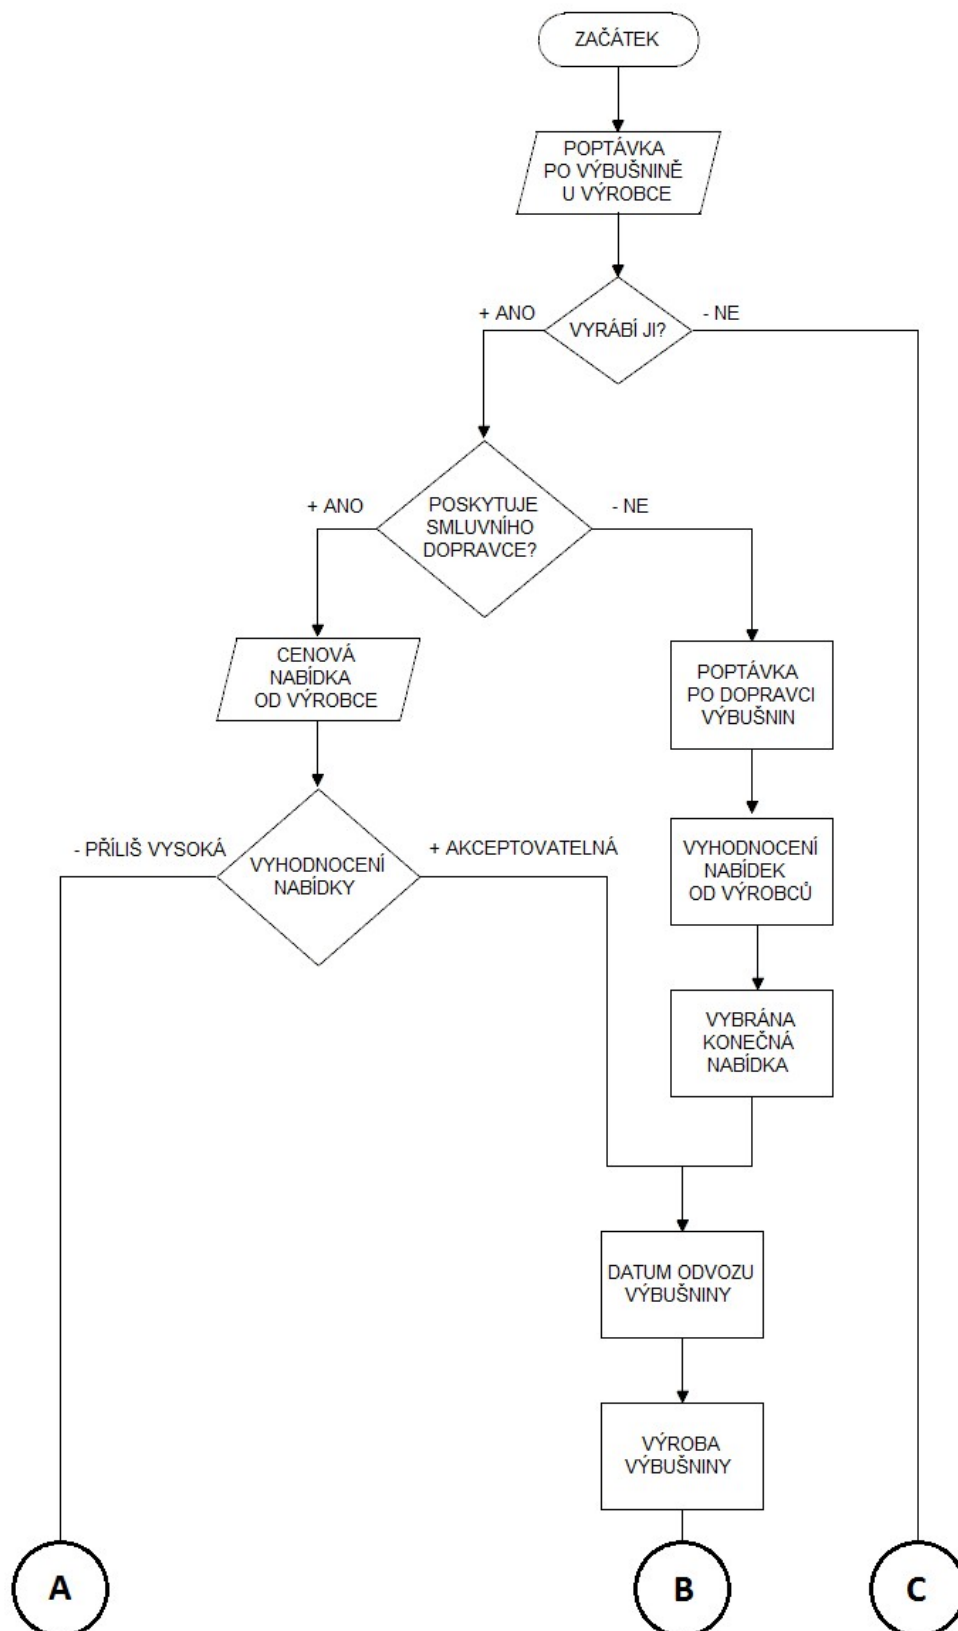 ZAČÁTEK
POPTÁVKA
PO VÝBUŠNINĚ
U VÝROBCE
+ ANO
VYRÁBÍ JI?
- NE
+ ANO
POSKYTUJE
SMLUVNÍHO
DOPRAVCE?
- NE
CENOVÁ
NABÍDKA
OD VÝROBCE
POPTÁVKA
PO DOPRAVCI
VÝBUŠNIN
- PŘÍLIŠ VYSOKÁ
VYHODNOCENÍ
NABÍDKY
+ AKCEPTOVATELNÁ
VYHODNOCENÍ
NABÍDEK
OD VÝROBCŮ
VYBRÁNA
KONEČNÁ
NABÍDKA
DATUM ODVOZU
VÝBUŠNINY
VÝROBA
VÝBUŠNINY
A
B
C